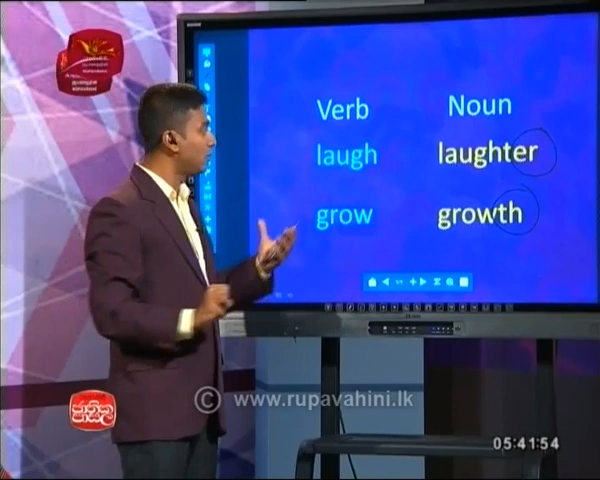 Verb Noun
laugh laughter
grow growth
© www.rupavahini.lk
05:41:54